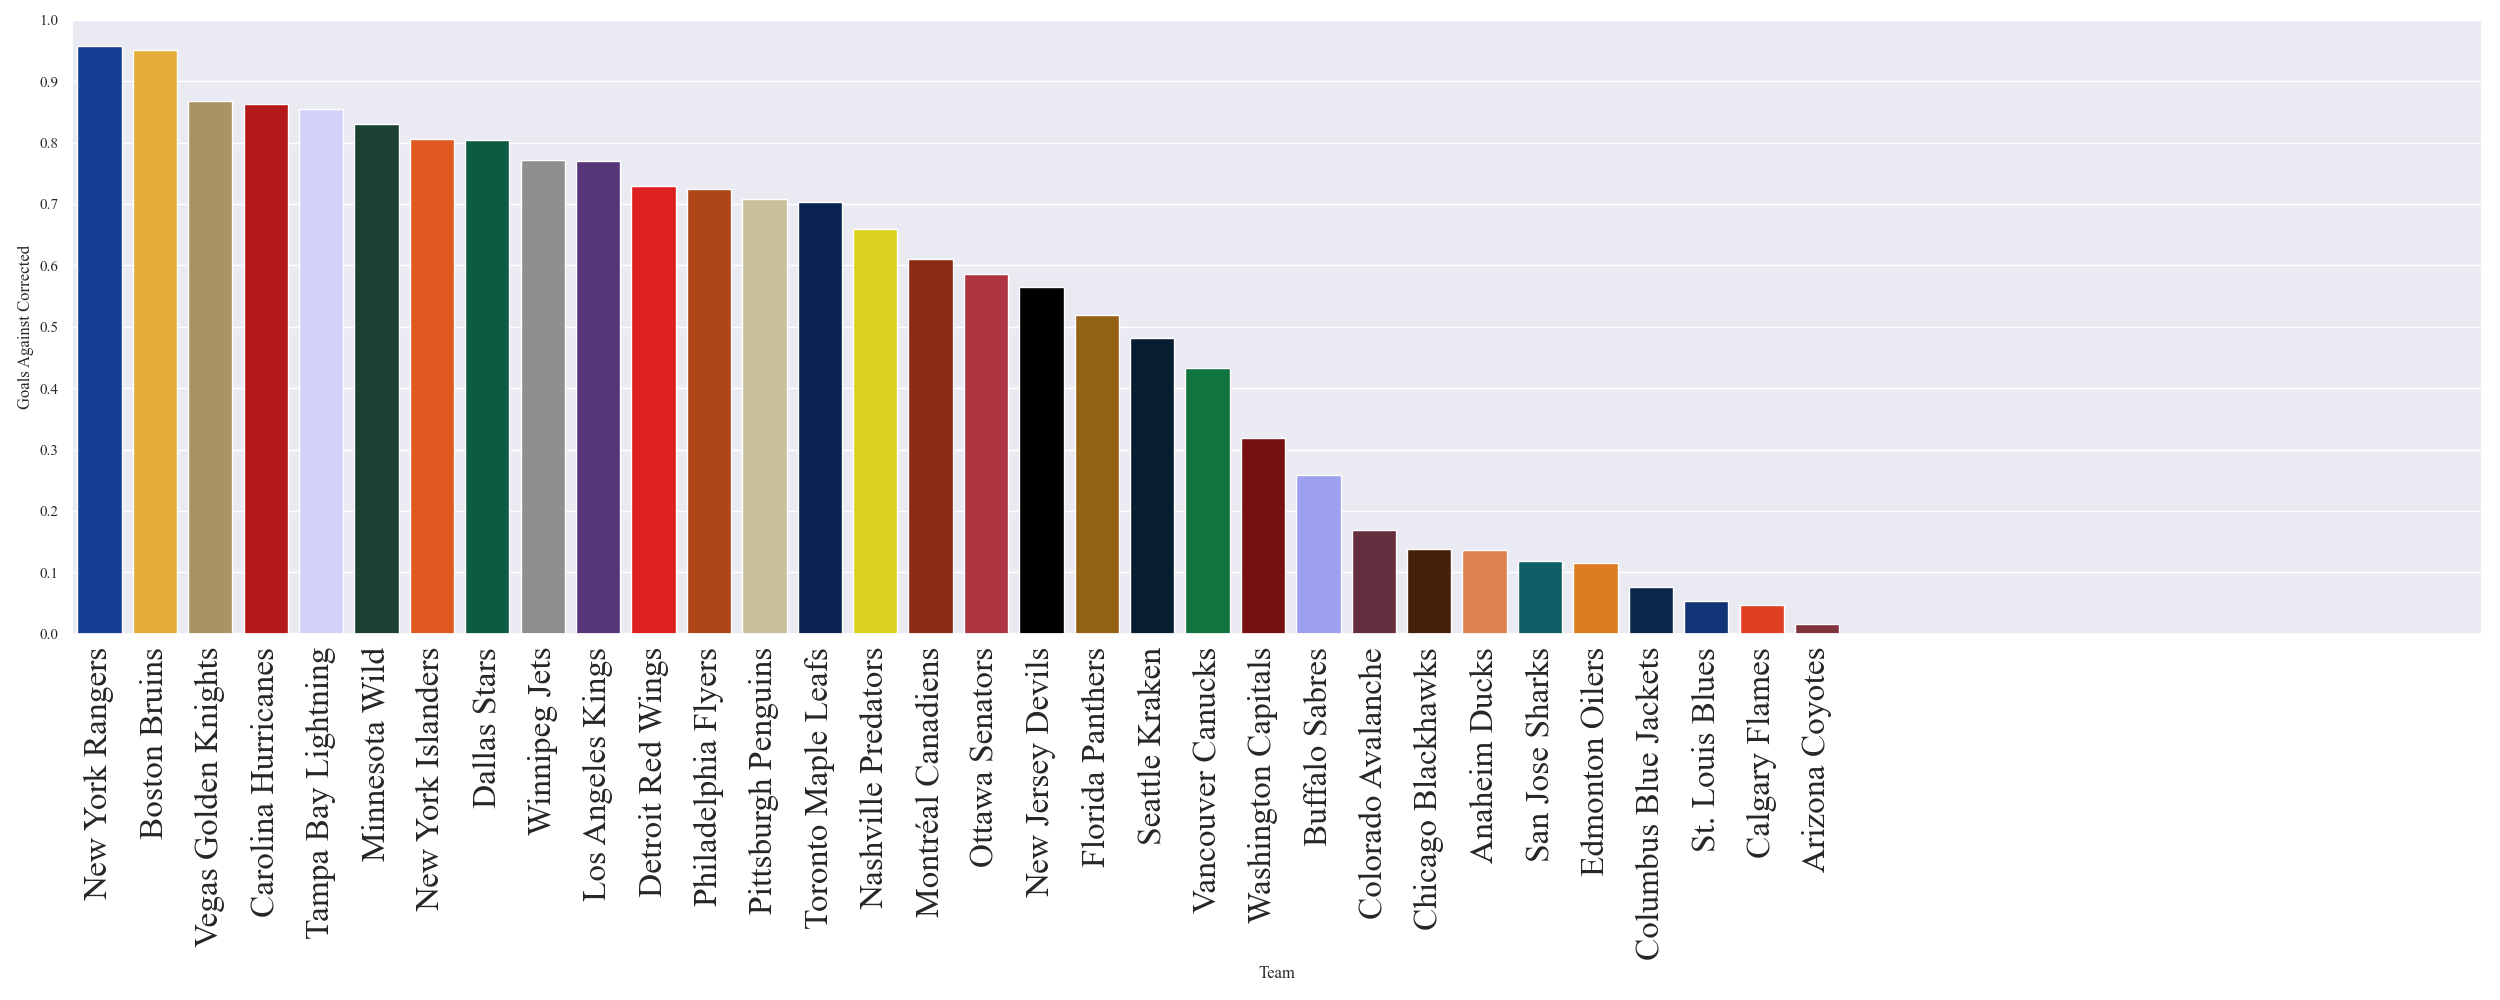 1.0
0.9
0.8
0.7
0.6
0.5
0.4
0.3
0.2
0.1
0.0
Goals Against Corrected
New York Rangers
Boston Bruins
Vegas Golden Knights
Carolina Hurricanes
Tampa Bay Lightning
Minnesota Wild
New York Islanders
Dallas Stars
Winnipeg Jets
Los Angeles Kings
Detroit Red Wings
Philadelphia Flyers
Pittsburgh Penguins
Toronto Maple Leafs
Nashville Predators
Montréal Canadiens
Ottawa Senators
New Jersey Devils
Florida Panthers
Seattle Kraken
Vancouver Canucks
Washington Capitals
Buffalo Sabres
Colorado Avalanche
Chicago Blackhawks
Anaheim Ducks
San Jose Sharks
Edmonton Oilers
Columbus Blue Jackets
St. Louis Blues
Calgary Flames
Arizona Coyotes
Team